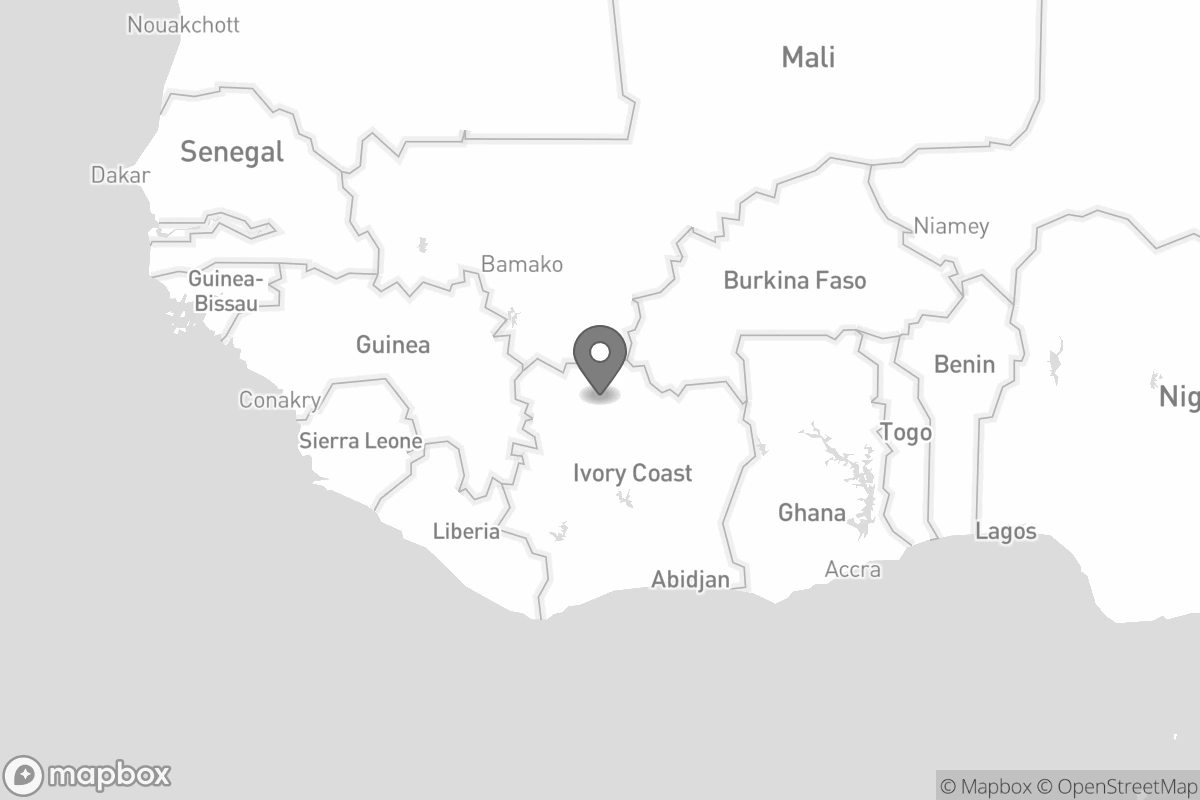 Nouakchott
Mali
Senegal
Dakar
Niamey
Bamako
Guinea-
Bissau
Burkina Faso
Guinea
Benin
Conakry
Nig
Togo
Sierra Leone
Ivory Coast
Ghana
Liberia
Lagos
Accra
Abidjan
mapbox
© Mapbox © OpenStreetMap